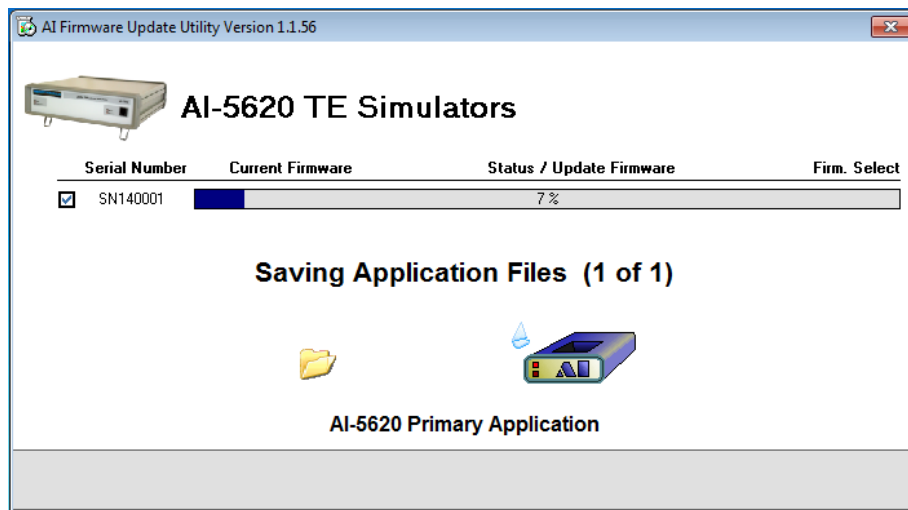 AI Firmware Update Utility Version 1.1.56
AI-5620 TE Simulators
Serial Number Current Firmware Status / Update Firmware Firm. Select
SN140001 7 %
Saving Application Files (1 of 1)
AI
AI-5620 Primary Application